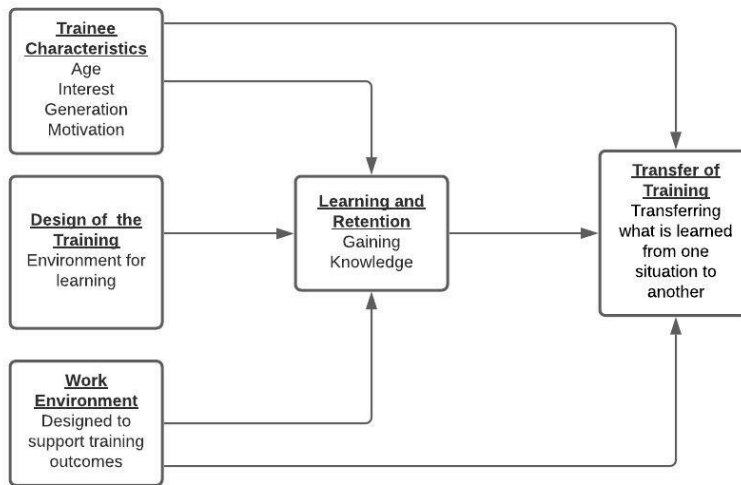 Trainee
Characteristics
Age
Interest
Generation
Motivation
Design of the
Training
Environment for
learning
Work
Environment
Designed to
support training
outcomes
Learning and
Retention
Gaining
Knowledge
Transfer of
Training
Transferring
what is learned
from one
situation to
another